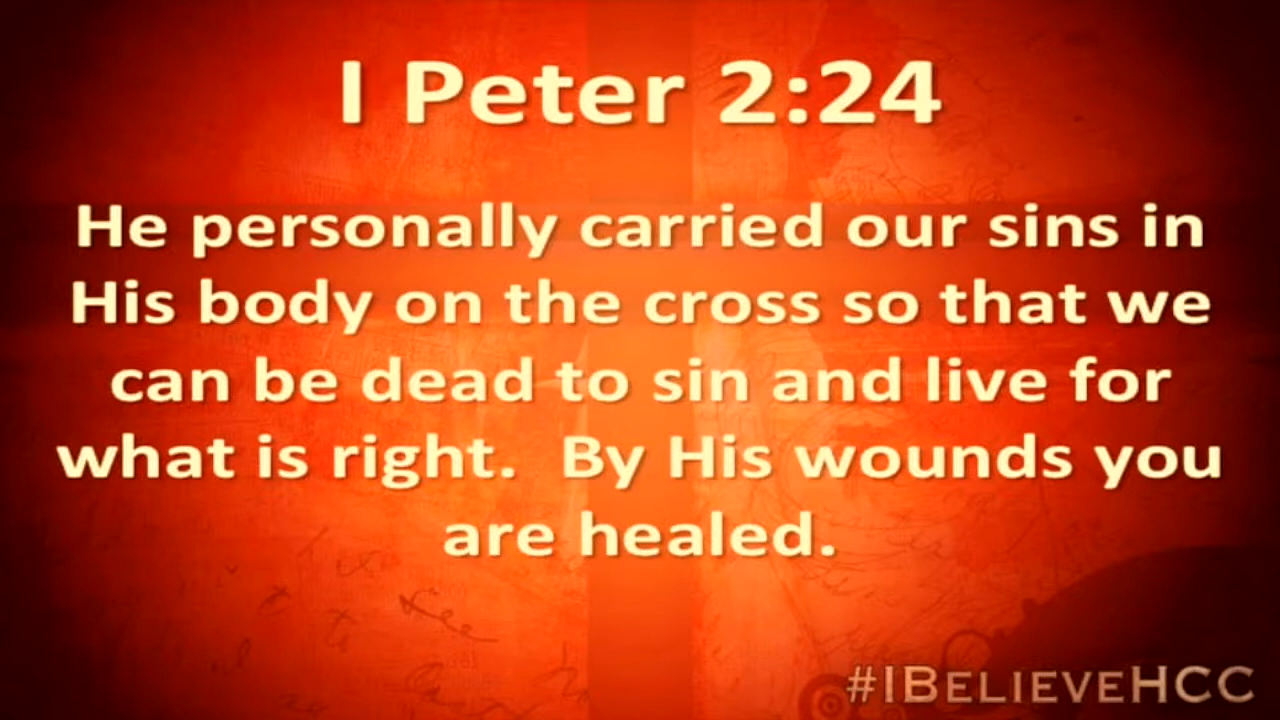 I Peter 2:24
He personally carried our sins in
His body on the cross so that we
can be dead to sin and live for
what is right.  By His wounds you
are healed.
#IBELIEVEHCC